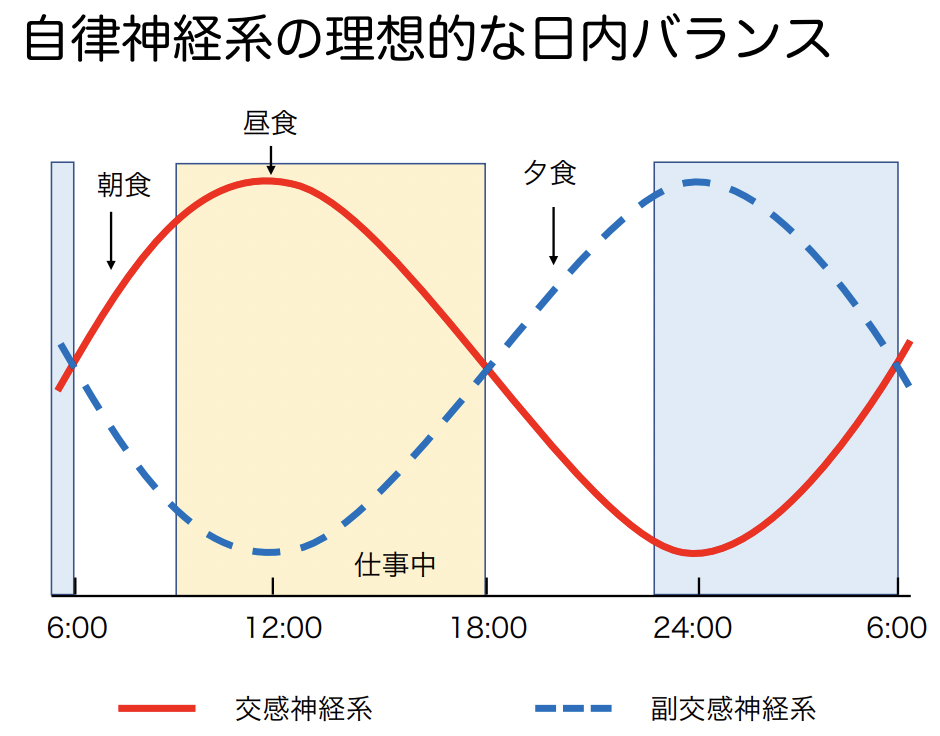 自律神経系の理想的な日内バランス
昼食
朝食
夕食
仕事中
6:00 12:00 18:00 24:00 6:00
交感神経系 副交感神経系